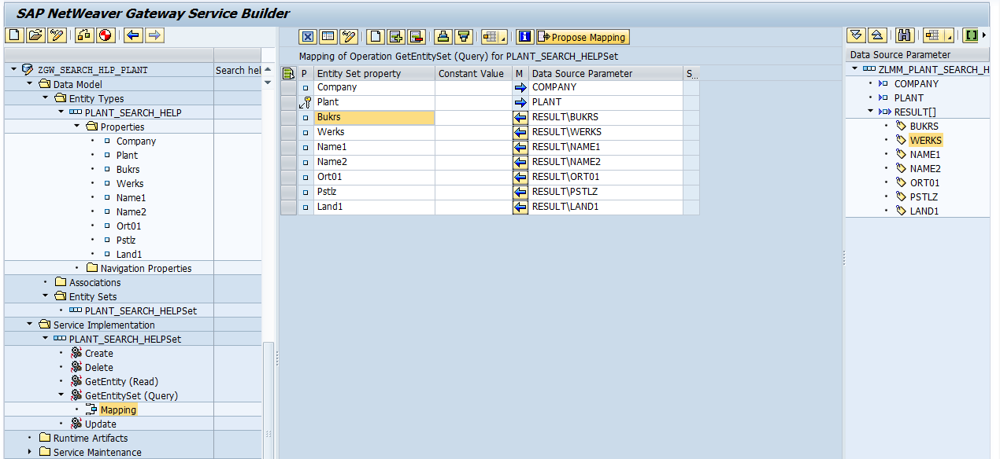 SAP NetWeaver Gateway Service Builder
ZGW_SEARCH_HLP_PLANT Search hel
Data Model
Entity Types
PLANT_SEARCH_HELP
Properties
Company
Plant
Bukrs
Werks
Name1
Name2
Ort01
Pstlz
Land1
Navigation Properties
Associations
Entity Sets
PLANT_SEARCH_HELPSet
Service Implementation
PLANT_SEARCH_HELPSet
Create
Delete
GetEntity (Read)
GetEntitySet (Query)
Mapping
Update
Runtime Artifacts
Service Maintenance
Propose Mapping
Mapping of Operation GetEntitySet (Query) for PLANT_SEARCH_HELPSet
P Entity Set property Constant Value M Data Source Parameter S...
Company COMPANY
Plant PLANT
Bukrs RESULT\BUKRS
Werks RESULT\WERKS
Name1 RESULT\NAME1
Name2 RESULT\NAME2
Ort01 RESULT\ORT01
Pstlz RESULT\PSTLZ
Land1 RESULT\LAND1
Data Source Parameter
ZLMM_PLANT_SEARCH_H
COMPANY
PLANT
RESULT[]
BUKRS
WERKS
NAME1
NAME2
ORT01
PSTLZ
LAND1